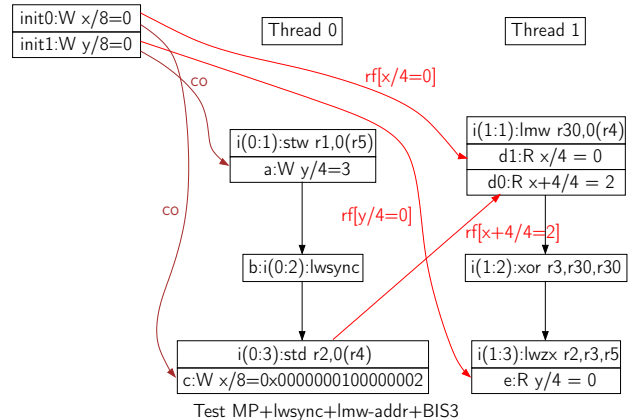 init0:W x/8=0
init1:W y/8=0
Thread 0
Thread 1
co
rf[x/4=0]
i(0:1):stw r1,0(r5)
a:W y/4=3
i(1:1):lmw r30,0(r4)
d1:R x/4 = 0
d0:R x+4/4 = 2
co
rf[y/4=0]
rf[x+4/4=2]
b:i(0:2):lwsync
i(1:2):xor r3,r30,r30
i(0:3):std r2,0(r4)
c:W x/8=0x0000000100000002
i(1:3):lwzx r2,r3,r5
e:R y/4 = 0
Test MP+lwsync+lmw-addr+BIS3